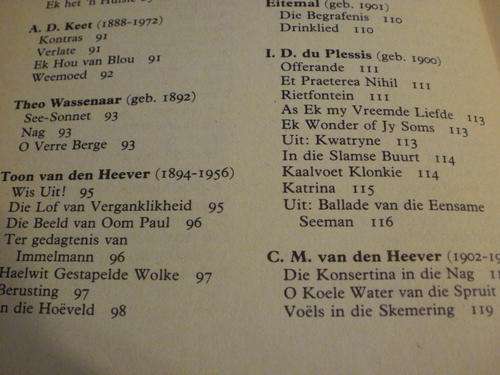 Ek het 'n Huisie
A. D. Keet (1888-1972)
Kontras 91
Verlate 91
Ek Hou van Blou 91
Weemoed 92
Theo Wassenaar (geb. 1892)
See-Sonnet 93
Nag 93
O Verre Berge 93
Toon van den Heever (1894-1956)
Wis Uit! 95
Die Lof van Verganklikheid 95
Die Beeld van Oom Paul 96
Ter gedagtenis van
Immelmann 96
Haelwit Gestapelde Wolke 97
Berusting 97
In die Hoëveld 98
Eitemal (geb. 1901)
Die Begrafenis 110
Drinklied 110
I. D. du Plessis (geb. 1900)
Offerande 111
Et Praeterea Nihil 111
Rietfontein 111
As Ek my Vreemde Liefde 113
Ek Wonder of Jy Soms 113
Uit: Kwatryne 113
In die Slamse Buurt 114
Kaalvoet Klonkie 114
Katrina 115
Uit: Ballade van die Eensame
Seeman 116
C. M. van den Heever (1902-
Die Konsertina in die Nag
O Koele Water van die Spruit
Voëls in die Skemering 119